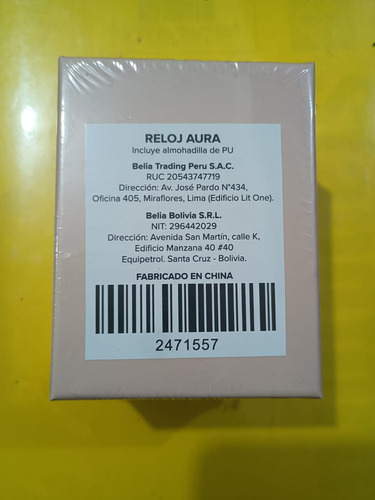 RELOJ AURA
Incluye almohadilla de PU
Belia Trading Peru S.A.C.
RUC 20543747719
Dirección: Av. José Pardo N°434,
Oficina 405, Miraflores, Lima (Edificio Lit One).
Belia Bolivia S.R.L.
NIT: 296442029
Dirección: Avenida San Martín, calle K,
Edificio Manzana 40 #40
Equipetrol. Santa Cruz - Bolivia.
FABRICADO EN CHINA
2471557